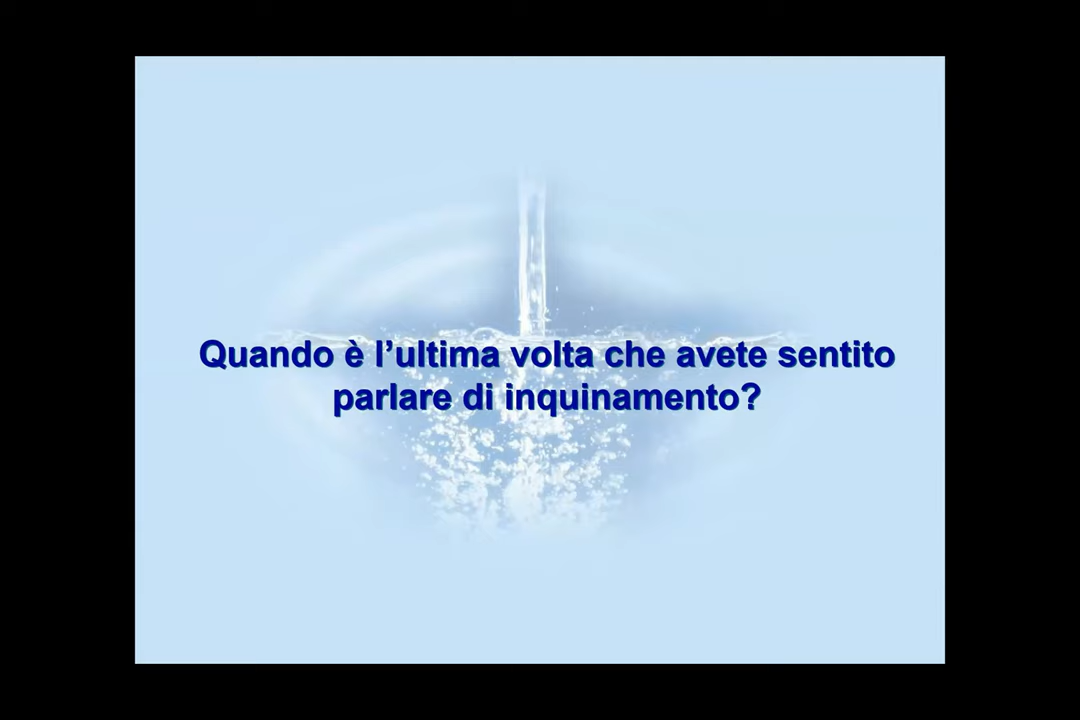 Quando è l’ultima volta che avete sentito
parlare di inquinamento?